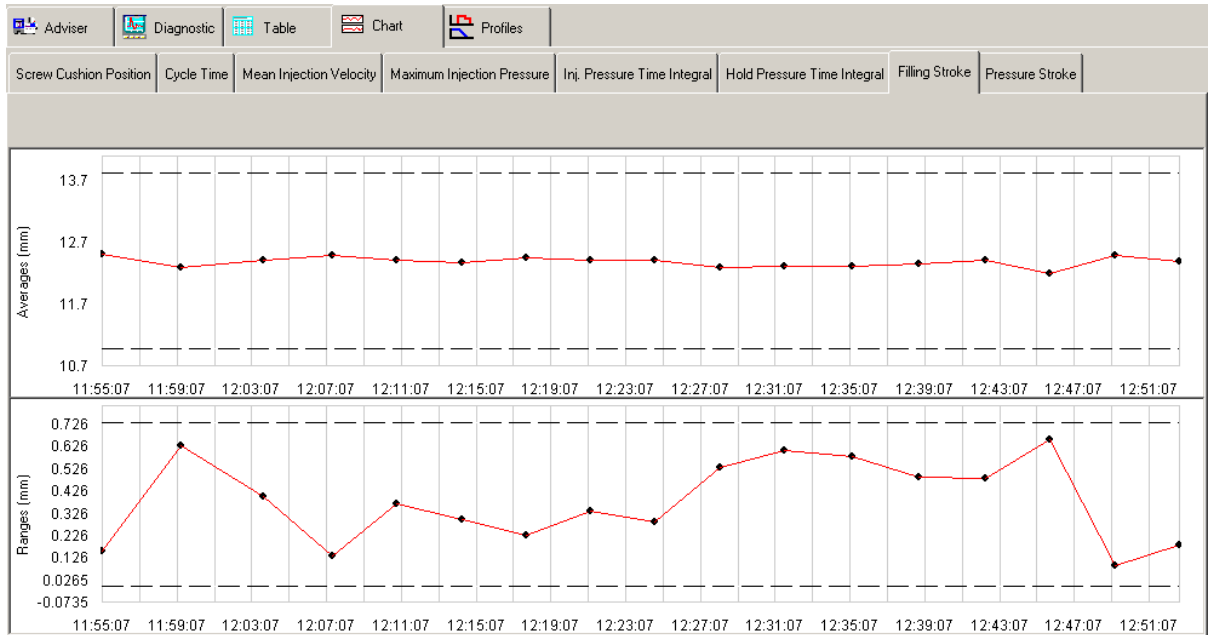 Adviser Diagnostic Table Chart Profiles
Screw Cushion Position Cycle Time Mean Injection Velocity Maximum Injection Pressure Inj. Pressure Time Integral Hold Pressure Time Integral Filling Stroke Pressure Stroke
Averages (mm)
13.7
12.7
11.7
10.7
11:55:07 11:59:07 12:03:07 12:07:07 12:11:07 12:15:07 12:19:07 12:23:07 12:27:07 12:31:07 12:35:07 12:39:07 12:43:07 12:47:07 12:51:07
Ranges (mm)
0.726
0.626
0.526
0.426
0.326
0.226
0.126
0.0265
-0.0735
11:55:07 11:59:07 12:03:07 12:07:07 12:11:07 12:15:07 12:19:07 12:23:07 12:27:07 12:31:07 12:35:07 12:39:07 12:43:07 12:47:07 12:51:07